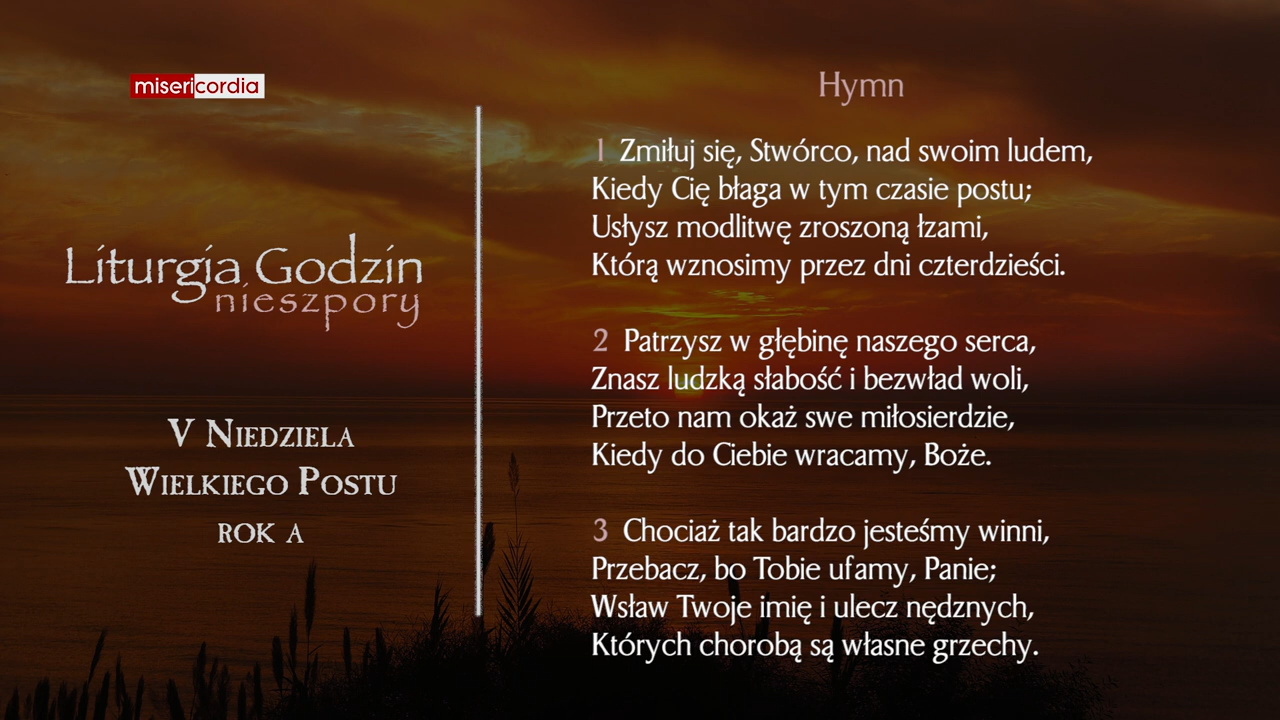 misericordia
Liturgia Godzin
nieszpory
V Niedziela
Wielkiego Postu
rok A
Hymn
1 Zmiłuj się, Stwórco, nad swoim ludem,
Kiedy Cię błaga w tym czasie postu;
Usłysz modlitwę zroszoną łzami,
Którą wznosimy przez dni czterdzieści.
2 Patrzysz w głębinę naszego serca,
Znasz ludzką słabość i bezwład woli,
Przeto nam okaż swe miłosierdzie,
Kiedy do Ciebie wracamy, Boże.
3 Chociaż tak bardzo jesteśmy winni,
Przebacz, bo Tobie ufamy, Panie;
Wsław Twoje imię i ulecz nędznych,
Których chorobą są własne grzechy.